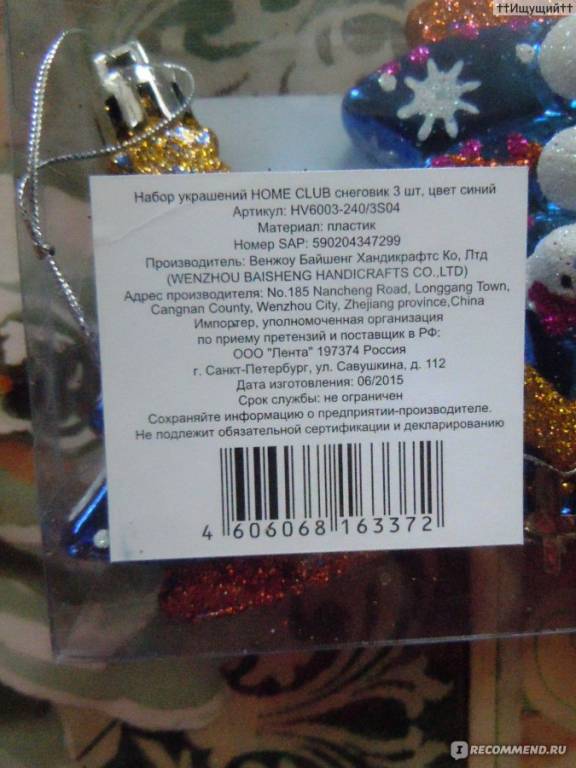 ††Ищущий††
Набор украшений HOME CLUB снеговик 3 шт, цвет синий
Артикул: HV6003-240/3S04
Материал: пластик
Номер SAP: 590204347299
Производитель: Венжоу Байшенг Хандикрафтс Ко, Лтд
(WENZHOU BAISHENG HANDICRAFTS CO.,LTD)
Адрес производителя: No.185 Nancheng Road, Longgang Town,
Cangnan County, Wenzhou City, Zhejiang province,China
Импортер, уполномоченная организация
по приему претензий и поставщик в РФ:
ООО "Лента" 197374 Россия
г. Санкт-Петербург, ул. Савушкина, д. 112
Дата изготовления: 06/2015
Срок службы: не ограничен
Сохраняйте информацию о предприятии-производителе.
Не подлежит обязательной сертификации и декларированию
4 606068 163372
RECOMMEND.RU